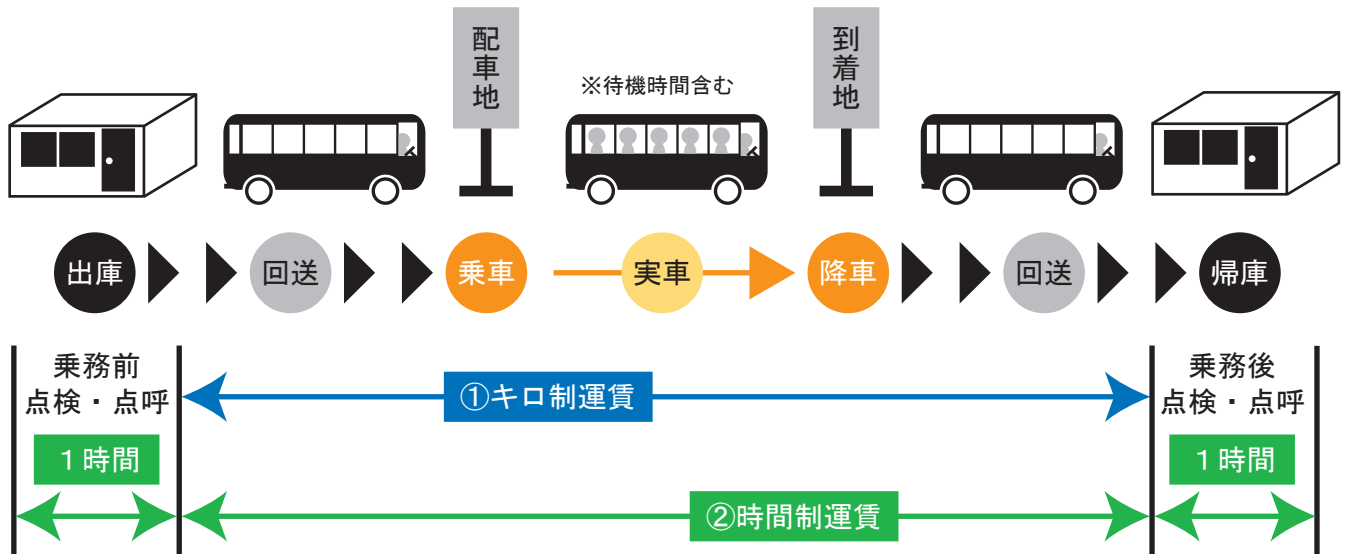 配車地
到着地
※待機時間含む
出庫
回送
乗車
実車
降車
回送
帰庫
乗務前
点検・点呼
1時間
①キロ制運賃
②時間制運賃
乗務後
点検・点呼
1時間